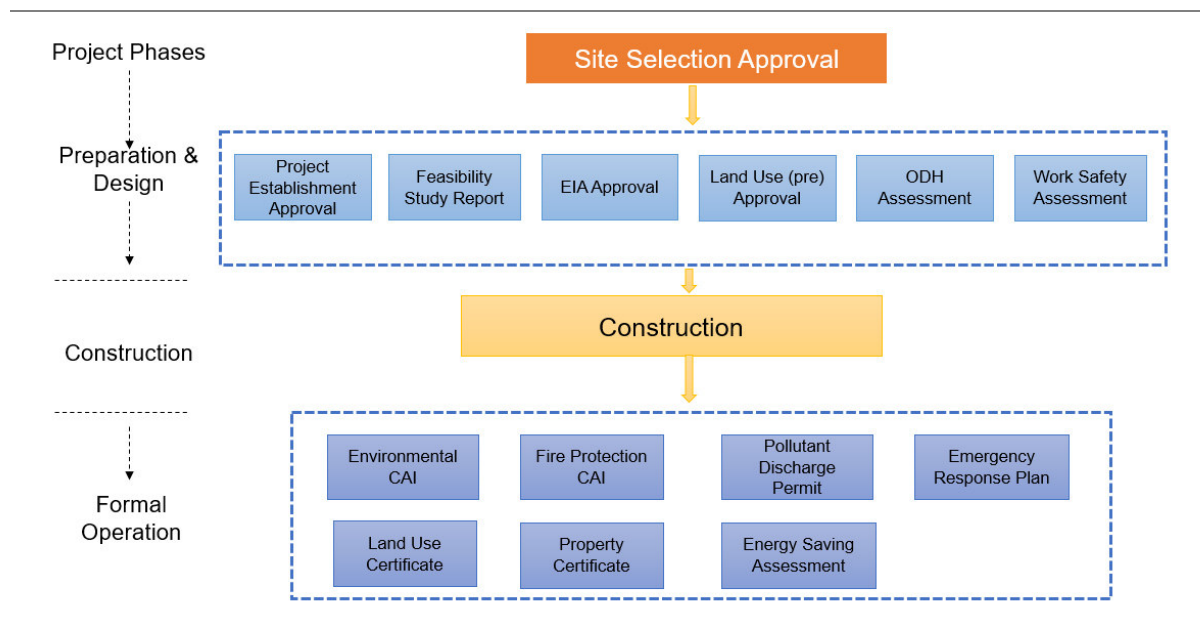 Project Phases
Site Selection Approval
Preparation &
Design
Project
Establishment
Approval
Feasibility
Study Report
EIA Approval
Land Use (pre)
Approval
ODH
Assessment
Work Safety
Assessment
Construction
Construction
Formal
Operation
Environmental
CAI
Fire Protection
CAI
Pollutant
Discharge
Permit
Emergency
Response Plan
Land Use
Certificate
Property
Certificate
Energy Saving
Assessment